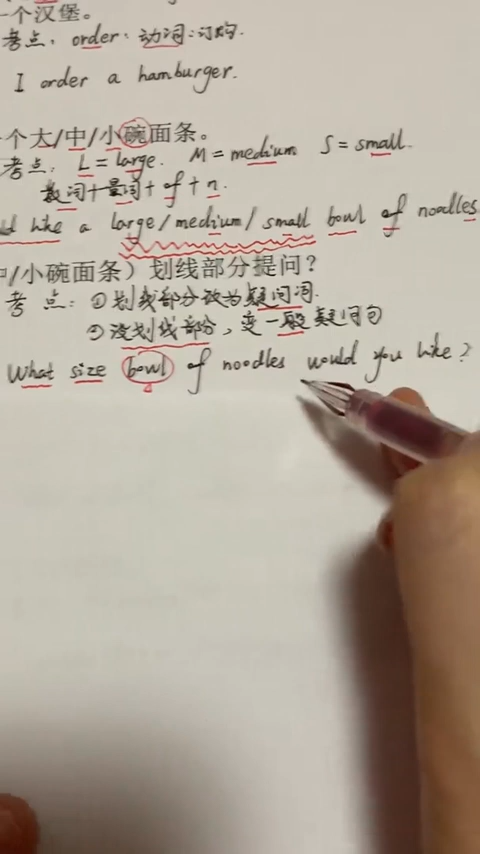 一个汉堡。
考点: order: 动词: 订购.
I order a hamburger.
个大/中/小碗面条。
考点: L = large. M = medium S = small.
数词+量词+of+n.
like a large/medium/small bowl of noodles
/小碗面条）划线部分提问？
考点: ①划线部分改为疑问词.
②没划线部分, 变一般疑问句
What size bowl of noodles would you like?